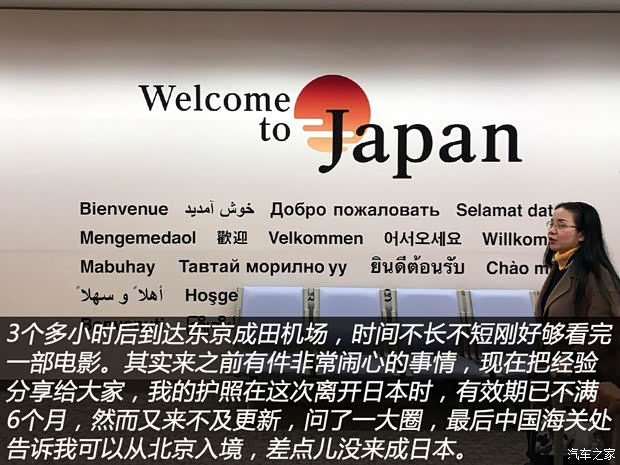 Welcome
to
Japan
Bienvenue خوش آمدید Добро пожаловать Selamat dat
Mengemedaol 歡迎 Velkommen 어서오세요 Willkom
Mabuhay Тавтай морилно уу ยินดีต้อนรับ Chào m
أهلاً و سهلاً Hoşge
3个多小时后到达东京成田机场，时间不长不短刚好够看完
一部电影。其实来之前有件非常闹心的事情，现在把经验
分享给大家，我的护照在这次离开日本时，有效期已不满
6个月，然而又来不及更新，问了一大圈，最后中国海关处
告诉我可以从北京入境，差点儿没来成日本。
汽车之家